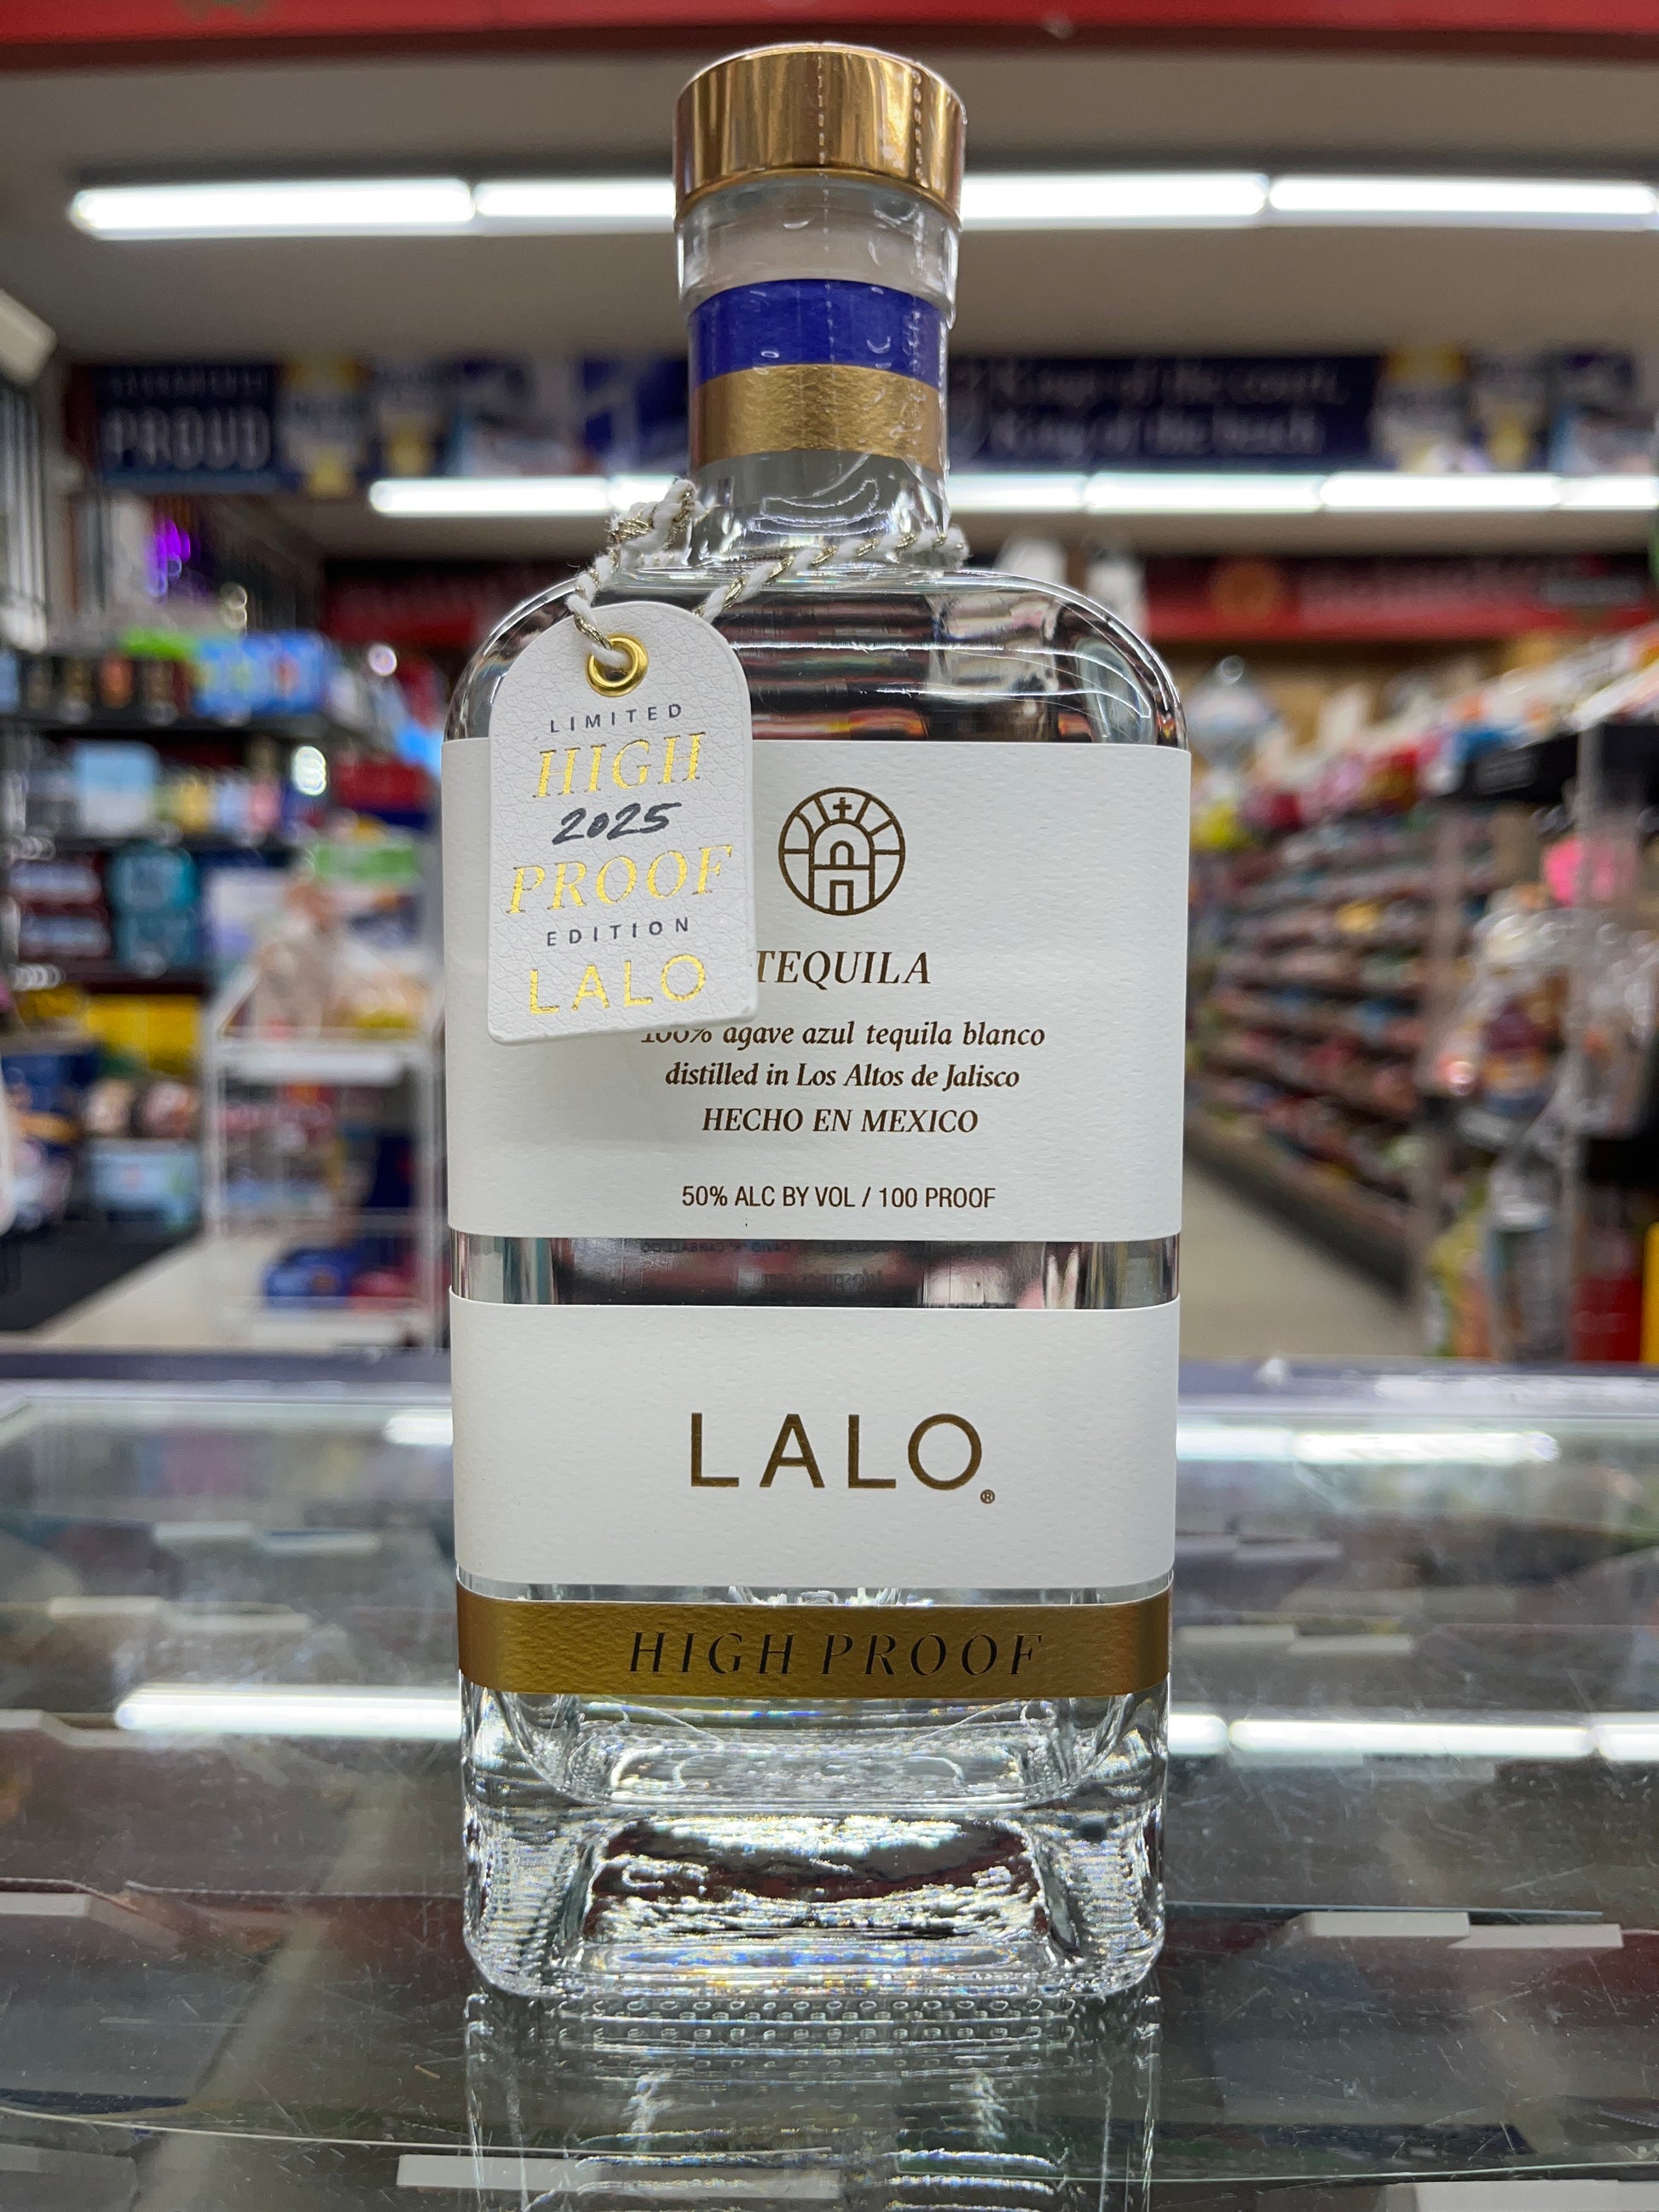 PROUD
LIMITED
HIGH
2025
PROOF
EDITION
LALO
TEQUILA
100% agave azul tequila blanco
distilled in Los Altos de Jalisco
HECHO EN MEXICO
50% ALC BY VOL / 100 PROOF
LALO®
HIGH PROOF